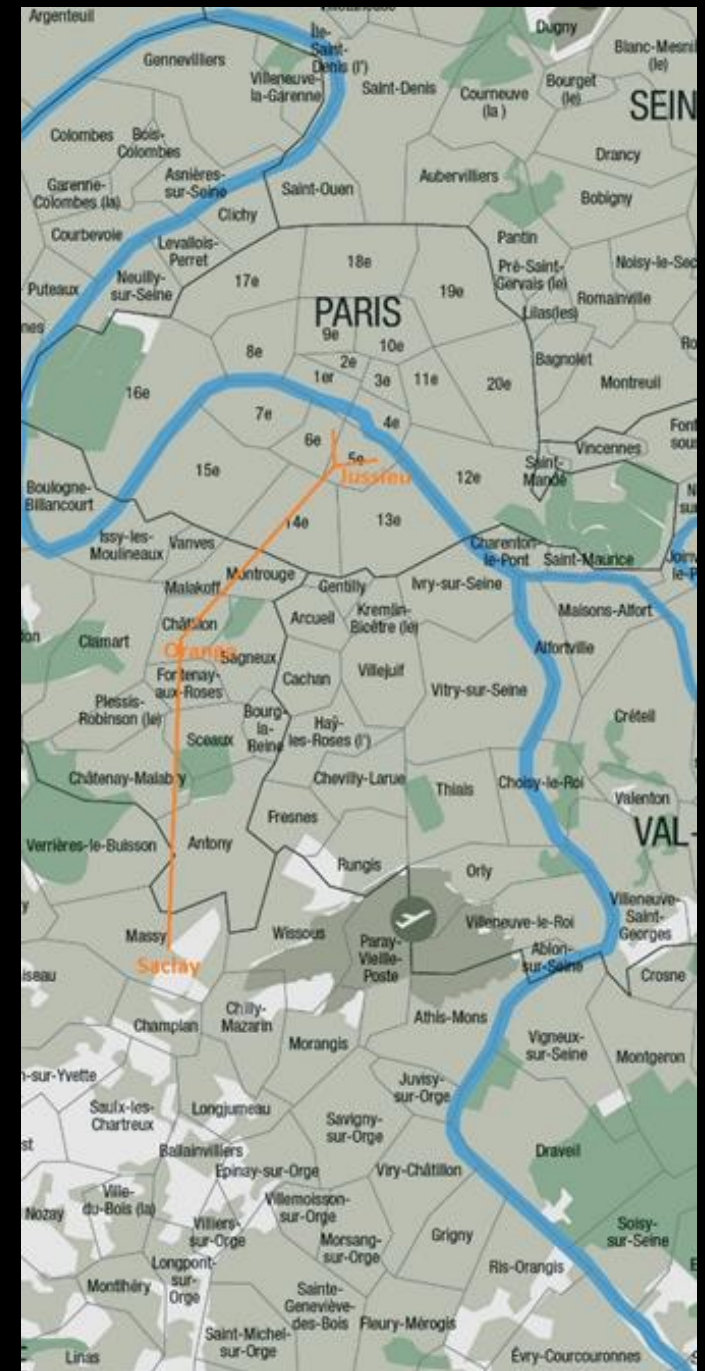 Argenteuil
Île-
Saint-
Denis (l')
Dugny
Gennevilliers
Blanc-Mesnil
(le)
Villeneuve-
la-Garenne
Saint-Denis
Courneuve
(la )
Bourget
(le)
SEIN
Colombes
Bois-
Colombes
Drancy
Garenne-
Colombes (la)
Asnières-
sur-Seine
Saint-Ouen
Aubervilliers
Bobigny
Courbevoie
Clichy
Levallois-
Perret
Pantin
Puteaux
Neuilly-
sur-Seine
17e
18e
19e
Pré-Saint-
Gervais (le)
Noisy-le-Sec
Lilas(les)
Romainville
nes
PARIS
9e
10e
8e
2e
1er
3e
11e
20e
Bagnolet
Montreuil
16e
7e
4e
6e
5e
Jussieu
Vincennes
Saint-
Mandé
15e
12e
Boulogne-
Billancourt
14e
13e
Issy-les-
Moulineaux
Vanves
Charenton-
le-Pont
Saint-Maurice
Malakoff
Montrouge
Gentilly
Ivry-sur-Seine
Maisons-Alfort
Châtillon
Arcueil
Kremlin-
Bicêtre (le)
Clamart
Orange
Bagneux
Alfortville
Fontenay-
aux-Roses
Cachan
Villejuif
Vitry-sur-Seine
Plessis-
Robinson (le)
Bourg-
la-
Reine
Haÿ-
les-Roses (l')
Créteil
Sceaux
Châtenay-Malabry
Chevilly-Larue
Thiais
Choisy-le-Roi
Valenton
Fresnes
VAL-
Verrières-le-Buisson
Antony
Rungis
Orly
Villeneuve-
Saint-
Georges
Massy
Wissous
Paray-
Vieille-
Poste
Villeneuve-le-Roi
Ablon-
sur-Seine
Saclay
Crosne
Champlan
Chilly-
Mazarin
Athis-Mons
Morangis
Vigneux-
sur-Seine
Montgeron
n-sur-Yvette
Juvisy-
sur-Orge
Saulx-les-
Chartreux
Longjumeau
Savigny-
sur-Orge
Ballainvilliers
Draveil
Epinay-sur-Orge
Viry-Châtillon
Ville-
du-Bois (la)
Villemoisson-
sur-Orge
Nozay
Villiers-
sur-Orge
Morsang-
sur-Orge
Grigny
Soisy-
sur-Seine
Longpont-
sur-
Orge
Ris-Orangis
Montlhéry
Sainte-
Geneviève-
des-Bois
Fleury-Mérogis
Saint-Michel-
sur-Orge
Linas
Évry-Courcouronnes